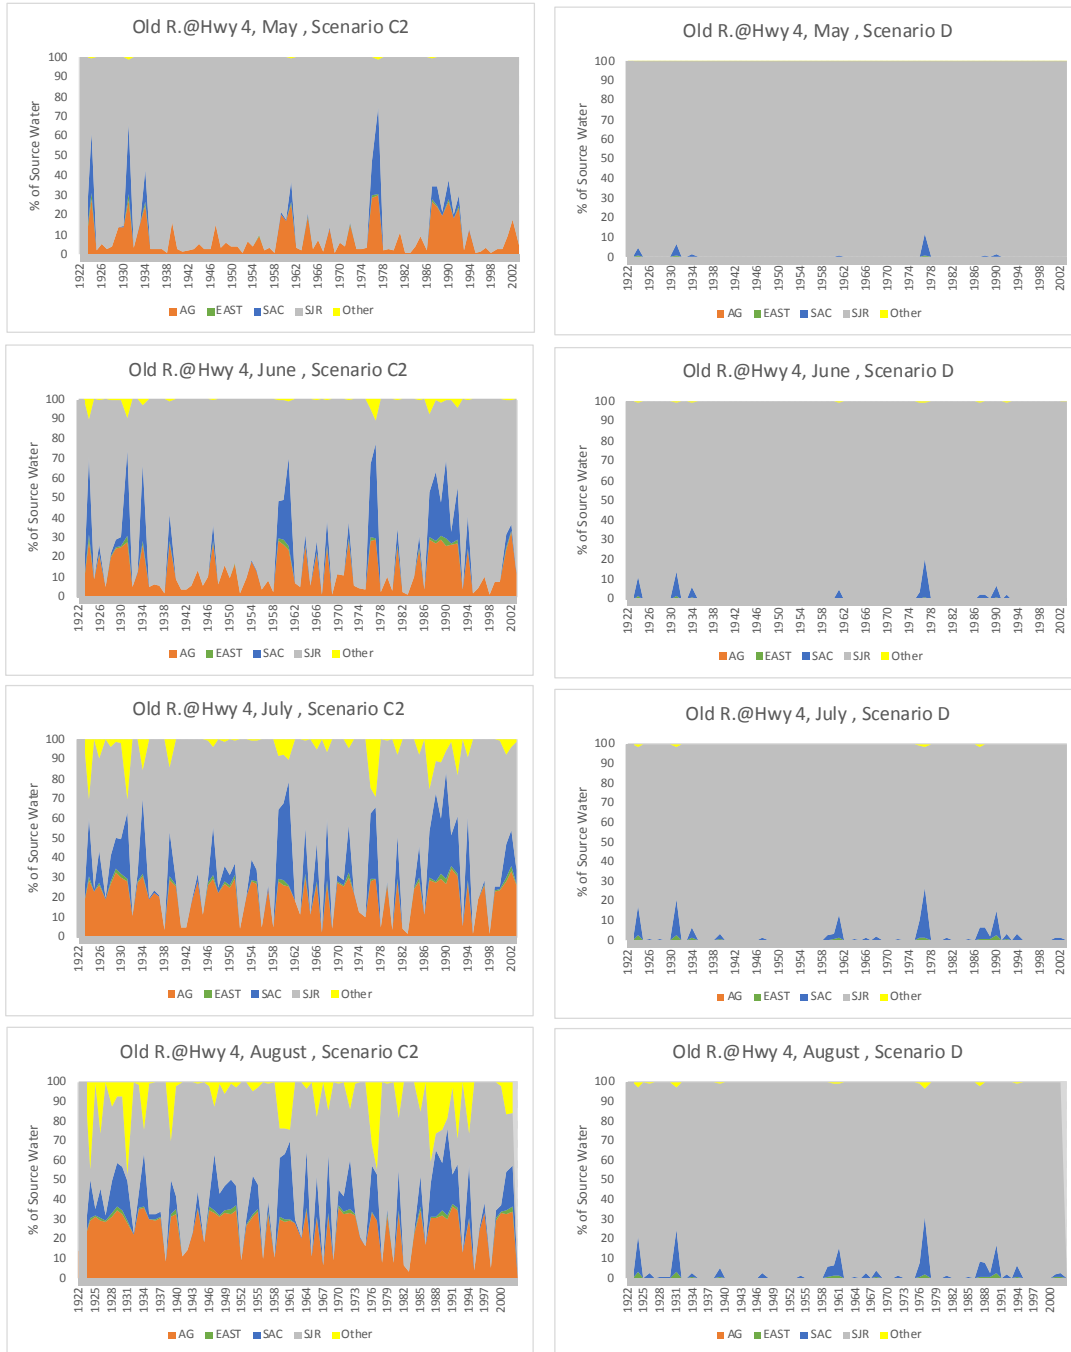 Old R.@Hwy 4, May , Scenario C2
% of Source Water
100
90
80
70
60
50
40
30
20
10
0
1922 1926 1930 1934 1938 1942 1946 1950 1954 1958 1962 1966 1970 1974 1978 1982 1986 1990 1994 1998 2002
AG EAST SAC SJR Other
Old R.@Hwy 4, May , Scenario D
% of Source Water
100
90
80
70
60
50
40
30
20
10
0
1922 1926 1930 1934 1938 1942 1946 1950 1954 1958 1962 1966 1970 1974 1978 1982 1986 1990 1994 1998 2002
AG EAST SAC SJR Other
Old R.@Hwy 4, June , Scenario C2
% of Source Water
100
90
80
70
60
50
40
30
20
10
0
1922 1926 1930 1934 1938 1942 1946 1950 1954 1958 1962 1966 1970 1974 1978 1982 1986 1990 1994 1998 2002
AG EAST SAC SJR Other
Old R.@Hwy 4, June , Scenario D
% of Source Water
100
90
80
70
60
50
40
30
20
10
0
1922 1926 1930 1934 1938 1942 1946 1950 1954 1958 1962 1966 1970 1974 1978 1982 1986 1990 1994 1998 2002
AG EAST SAC SJR Other
Old R.@Hwy 4, July , Scenario C2
% of Source Water
100
90
80
70
60
50
40
30
20
10
0
1922 1926 1930 1934 1938 1942 1946 1950 1954 1958 1962 1966 1970 1974 1978 1982 1986 1990 1994 1998 2002
AG EAST SAC SJR Other
Old R.@Hwy 4, July , Scenario D
% of Source Water
100
90
80
70
60
50
40
30
20
10
0
1922 1926 1930 1934 1938 1942 1946 1950 1954 1958 1962 1966 1970 1974 1978 1982 1986 1990 1994 1998 2002
AG EAST SAC SJR Other
Old R.@Hwy 4, August , Scenario C2
% of Source Water
100
90
80
70
60
50
40
30
20
10
0
1922 1925 1928 1931 1934 1937 1940 1943 1946 1949 1952 1955 1958 1961 1964 1967 1970 1973 1976 1979 1982 1985 1988 1991 1994 1997 2000
AG EAST SAC SJR Other
Old R.@Hwy 4, August , Scenario D
% of Source Water
100
90
80
70
60
50
40
30
20
10
0
1922 1925 1928 1931 1934 1937 1940 1943 1946 1949 1952 1955 1958 1961 1964 1967 1970 1973 1976 1979 1982 1985 1988 1991 1994 1997 2000
AG EAST SAC SJR Other